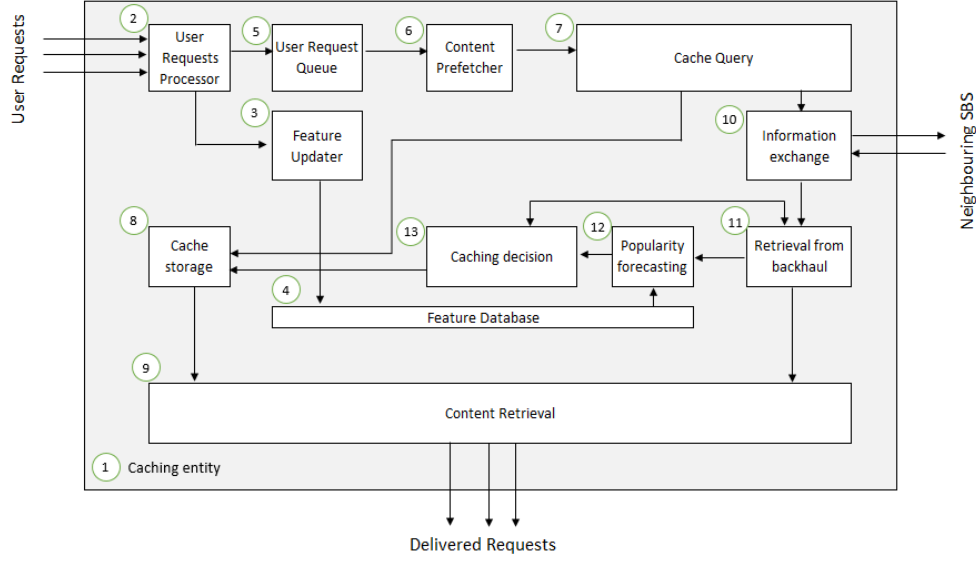 User Requests
2
User
Requests
Processor
5
User Request
Queue
6
Content
Prefetcher
7
Cache Query
3
Feature
Updater
10
Information
exchange
Neighbouring SBS
8
Cache
storage
13
Caching decision
12
Popularity
forecasting
11
Retrieval from
backhaul
4
Feature Database
9
Content Retrieval
1
Caching entity
Delivered Requests